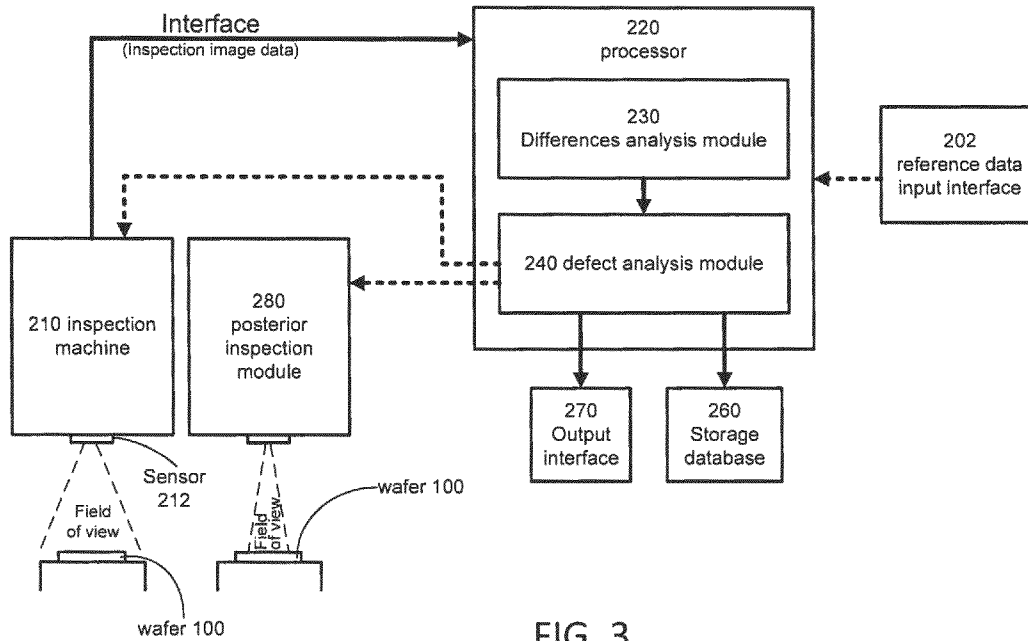 Interface
(Inspection image data)
220
processor
230
Differences analysis module
202
reference data
input interface
240 defect analysis module
210 inspection
machine
280
posterior
inspection
module
270
Output
interface
260
Storage
database
Sensor
212
Field
of view
Field
of view
wafer 100
wafer 100
FIG. 3